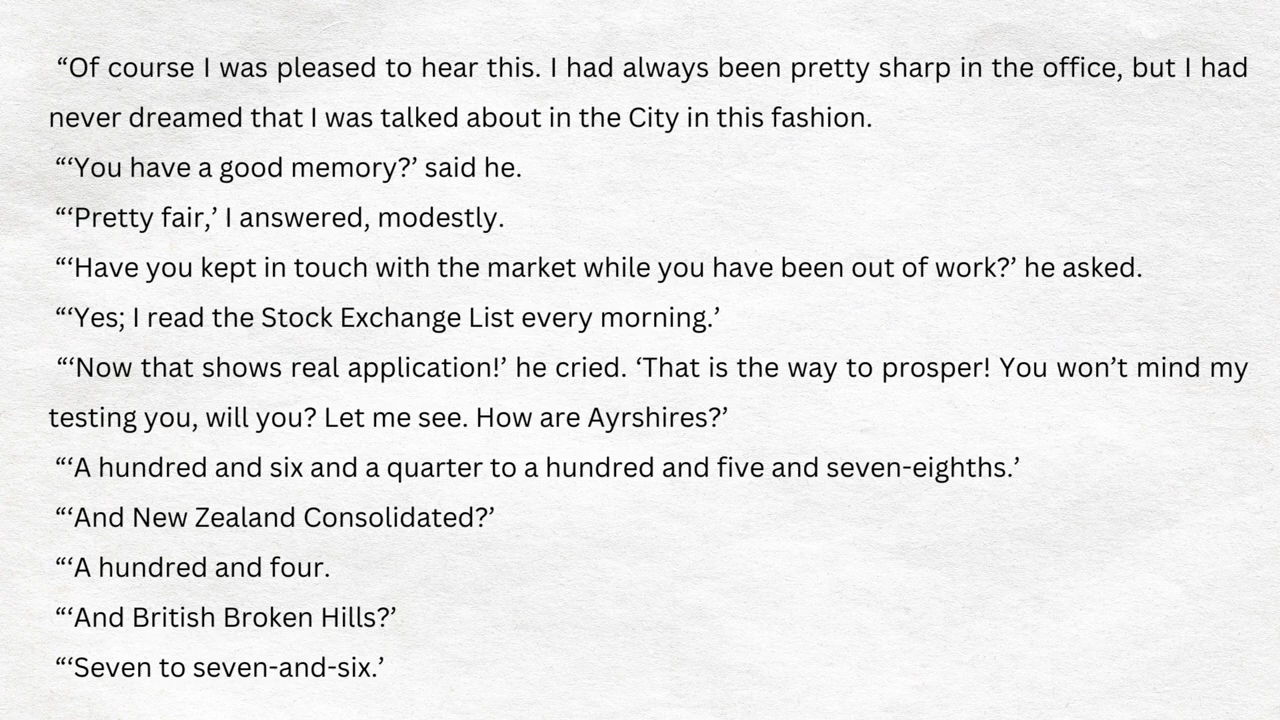 “Of course I was pleased to hear this. I had always been pretty sharp in the office, but I had
never dreamed that I was talked about in the City in this fashion.
“‘You have a good memory?’ said he.
“‘Pretty fair,’ I answered, modestly.
“‘Have you kept in touch with the market while you have been out of work?’ he asked.
“‘Yes; I read the Stock Exchange List every morning.’
“‘Now that shows real application!’ he cried. ‘That is the way to prosper! You won’t mind my
testing you, will you? Let me see. How are Ayrshires?’
“‘A hundred and six and a quarter to a hundred and five and seven-eighths.’
“‘And New Zealand Consolidated?’
“‘A hundred and four.
“‘And British Broken Hills?’
“‘Seven to seven-and-six.’